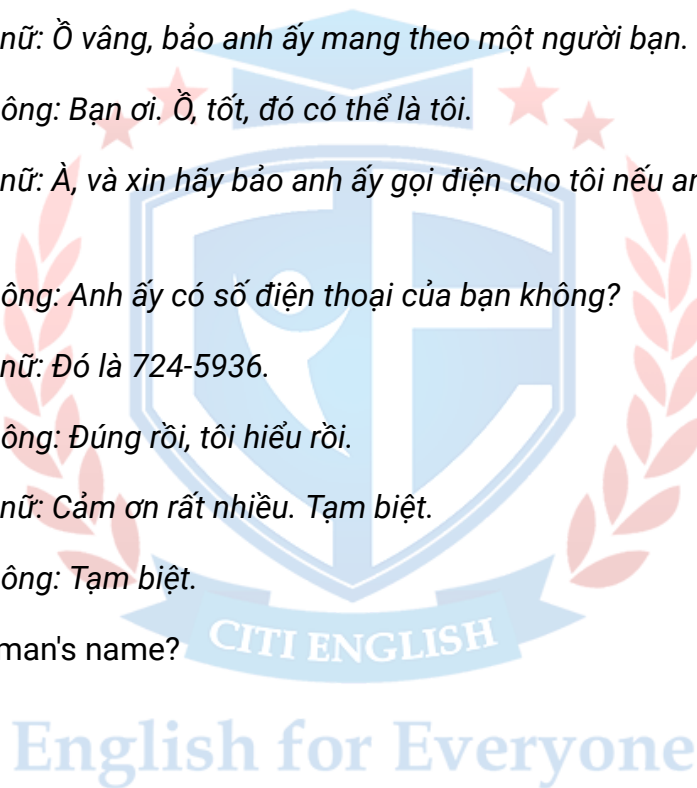 nữ: Ồ vâng, bảo anh ấy mang theo một người bạn.
ông: Bạn ơi. Ồ, tốt, đó có thể là tôi.
nữ: À, và xin hãy bảo anh ấy gọi điện cho tôi nếu an
ông: Anh ấy có số điện thoại của bạn không?
nữ: Đó là 724-5936.
ông: Đúng rồi, tôi hiểu rồi.
nữ: Cảm ơn rất nhiều. Tạm biệt.
ông: Tạm biệt.
man's name?
CITI ENGLISH
English for Everyone